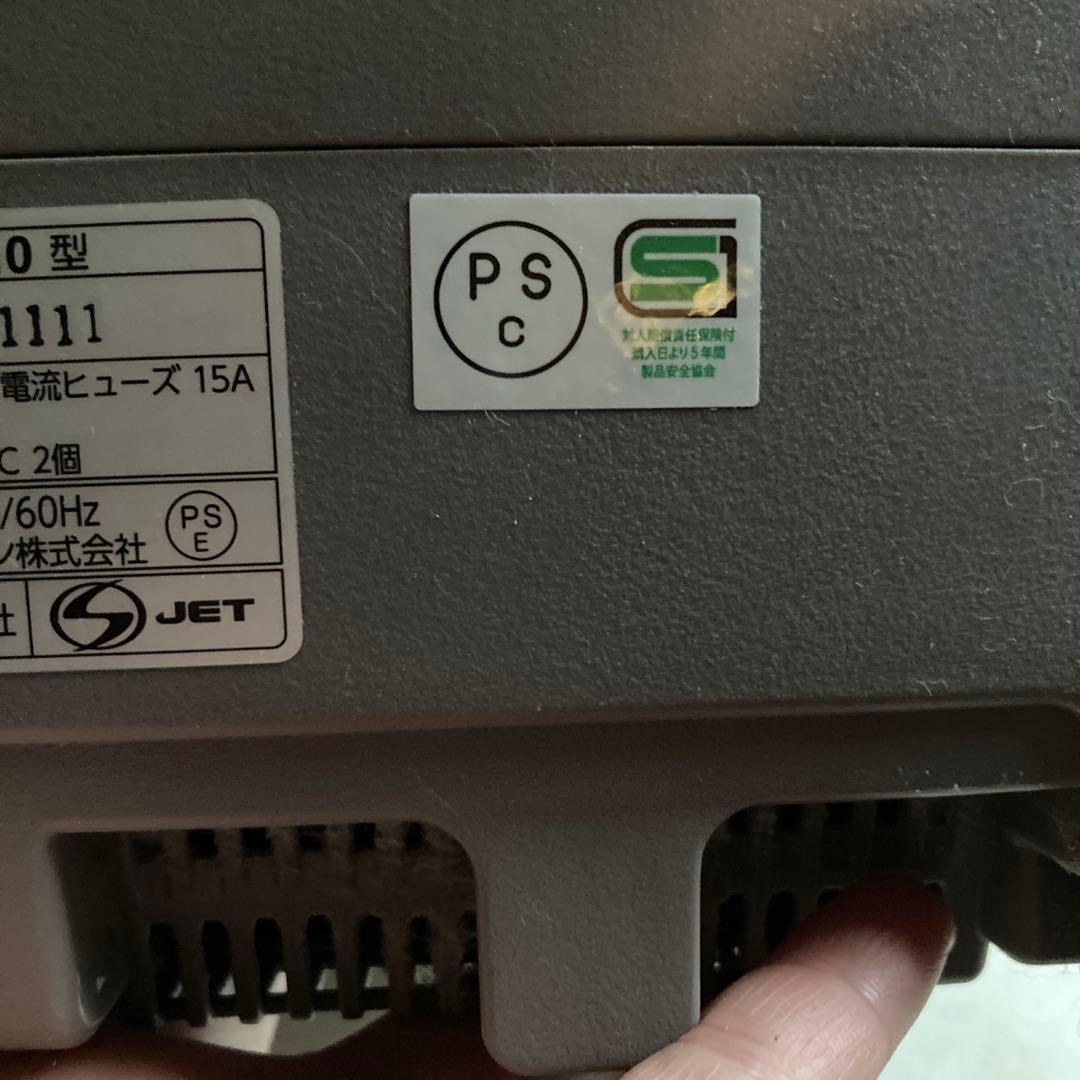 0 型
1111
電流ヒューズ 15A
C 2個
/60Hz
PS
E
ン株式会社
社
JET
PS
C
S
対人賠償責任保険付
購入日より5年間
製品安全協会